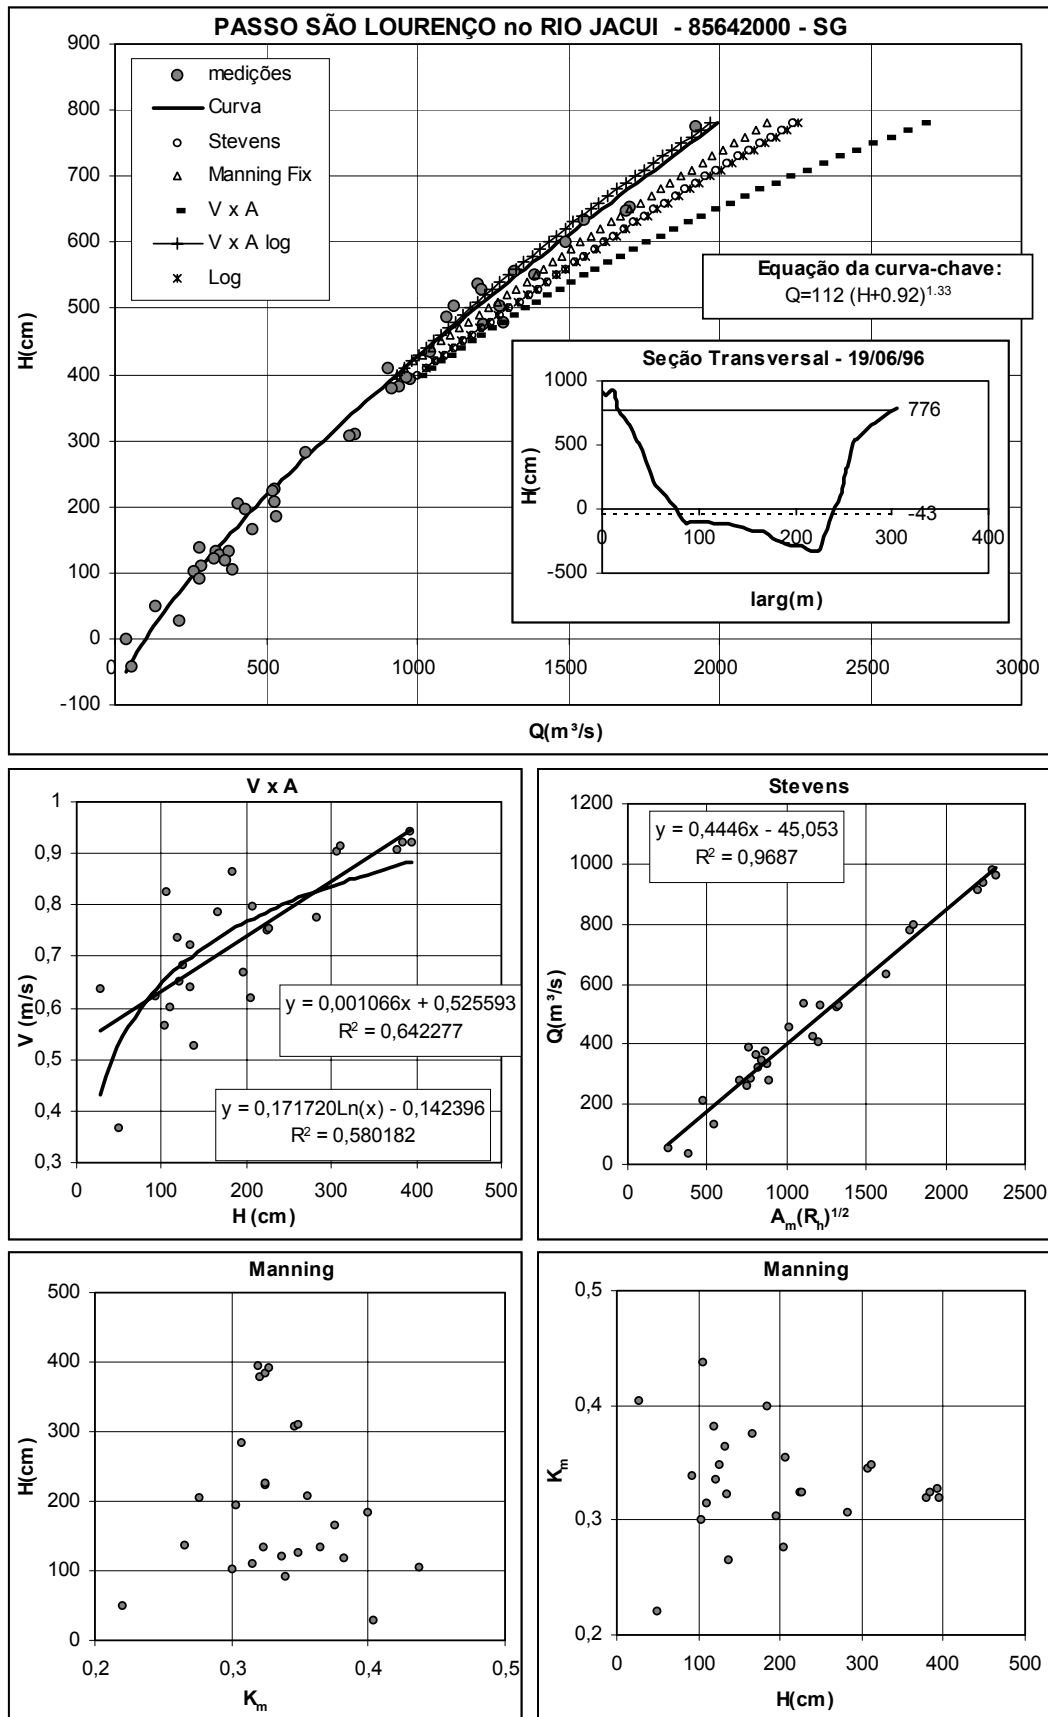 PASSO SÃO LOURENÇO no RIO JACUI - 85642000 - SG
900
800
700
600
500
400
300
200
100
0
-100
H(cm)
medições
Curva
Stevens
Manning Fix
V x A
V x A log
Log
Equação da curva-chave:
Q=112 (H+0.92)^1.33
Seção Transversal - 19/06/96
1000
500
0
-500
H(cm)
776
-43
0 100 200 300 400
larg(m)
0 500 1000 1500 2000 2500 3000
Q(m³/s)
V x A
1
0,9
0,8
0,7
0,6
0,5
0,4
0,3
V (m/s)
y = 0,001066x + 0,525593
R² = 0,642277
y = 0,171720Ln(x) - 0,142396
R² = 0,580182
0 100 200 300 400 500
H (cm)
Stevens
1200
1000
800
600
400
200
0
Q(m³/s)
y = 0,4446x - 45,053
R² = 0,9687
0 500 1000 1500 2000 2500
A_m(R_h)^1/2
Manning
500
400
300
200
100
0
H(cm)
0,2 0,3 0,4 0,5
K_m
Manning
0,5
0,4
0,3
0,2
K_m
0 100 200 300 400 500
H(cm)